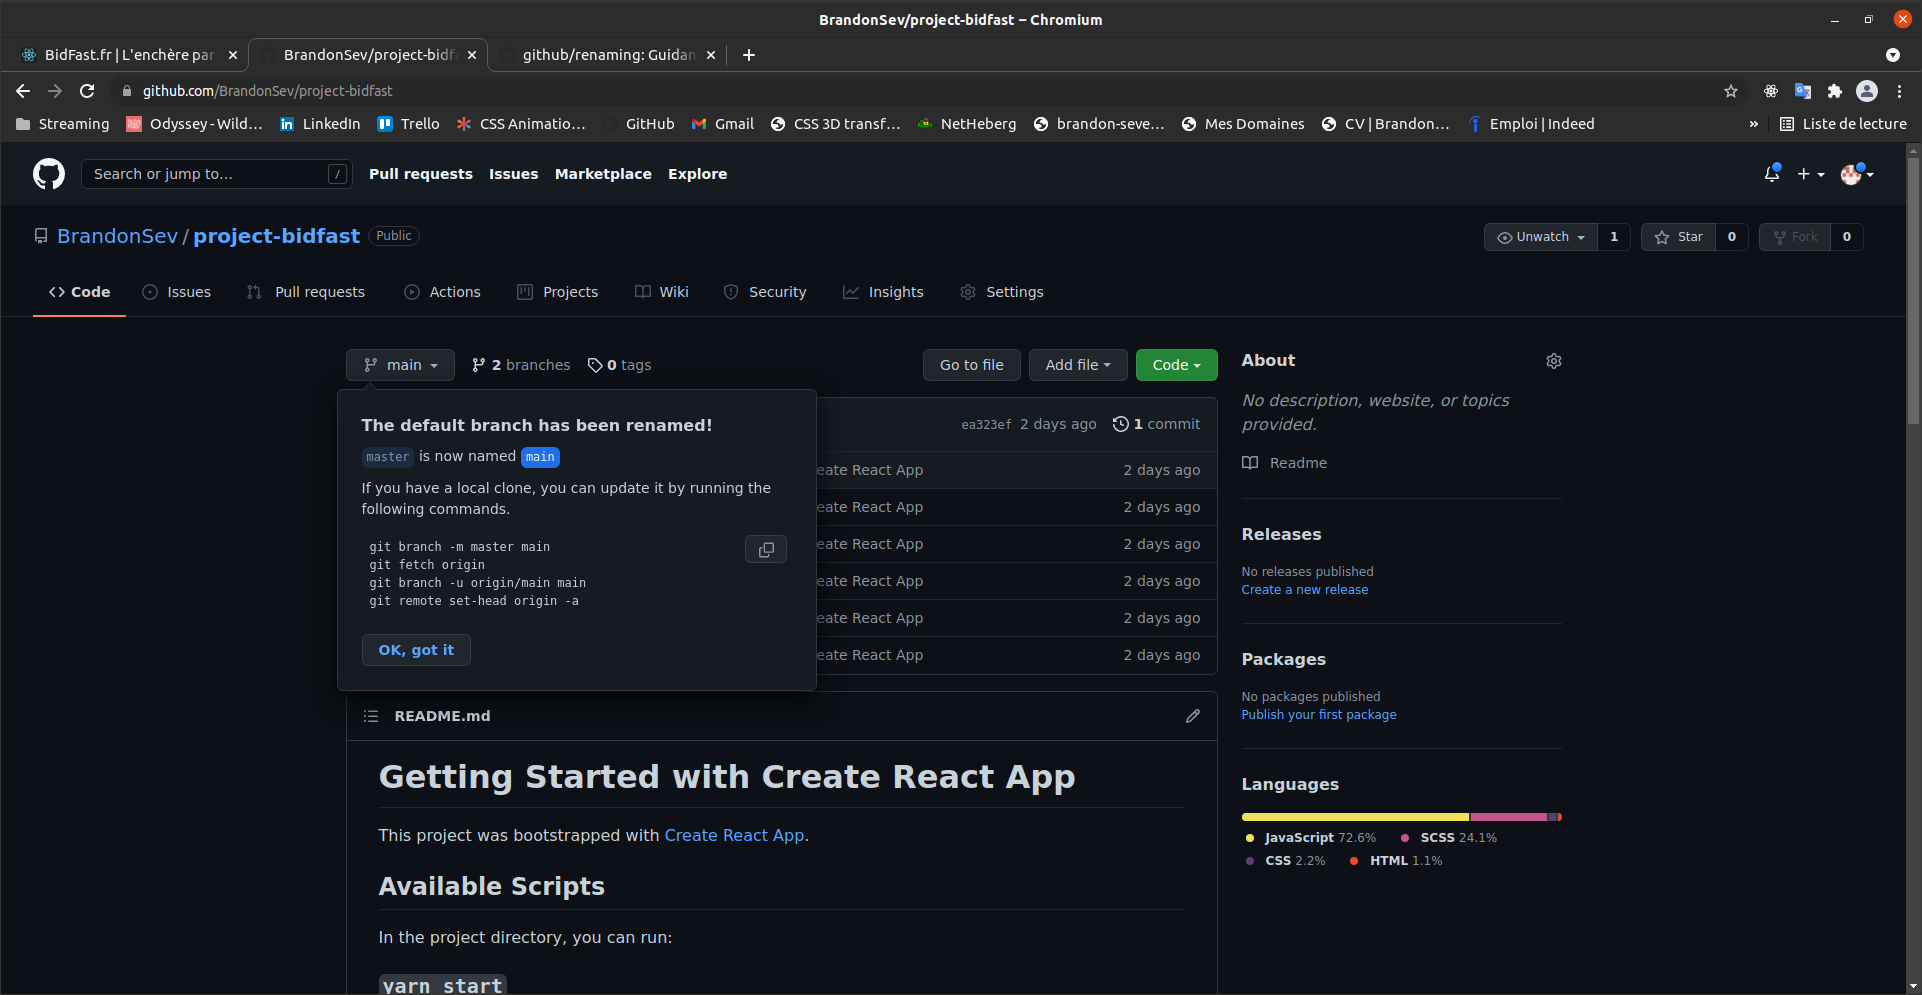 BrandonSev/project-bidfast – Chromium
BidFast.fr | L'enchère par
BrandonSev/project-bidf
github/renaming: Guidan
github.com/BrandonSev/project-bidfast
Streaming
Odyssey - Wild…
LinkedIn
Trello
CSS Animatio…
GitHub
Gmail
CSS 3D transf…
NetHeberg
brandon-seve…
Mes Domaines
CV | Brandon…
Emploi | Indeed
»
Liste de lecture
Search or jump to…
/
Pull requests
Issues
Marketplace
Explore
BrandonSev / project-bidfast
Public
Unwatch 1
Star 0
Fork 0
Code
Issues
Pull requests
Actions
Projects
Wiki
Security
Insights
Settings
main
2 branches
0 tags
Go to file
Add file
Code
The default branch has been renamed!
master is now named main
If you have a local clone, you can update it by running the
following commands.
git branch -m master main
git fetch origin
git branch -u origin/main main
git remote set-head origin -a
OK, got it
ea323ef 2 days ago 1 commit
eate React App 2 days ago
eate React App 2 days ago
eate React App 2 days ago
eate React App 2 days ago
eate React App 2 days ago
eate React App 2 days ago
README.md
Getting Started with Create React App
This project was bootstrapped with Create React App.
Available Scripts
In the project directory, you can run:
yarn start
About
No description, website, or topics
provided.
Readme
Releases
No releases published
Create a new release
Packages
No packages published
Publish your first package
Languages
JavaScript 72.6%
SCSS 24.1%
CSS 2.2%
HTML 1.1%